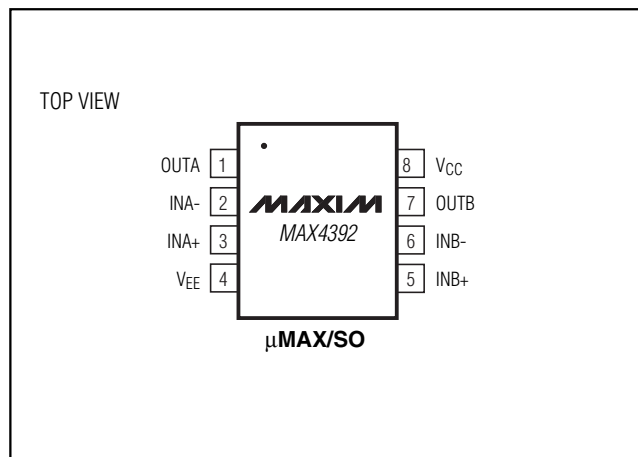 TOP VIEW
OUTA 1
INA- 2
INA+ 3
VEE 4
MAXIM
MAX4392
8 VCC
7 OUTB
6 INB-
5 INB+
µMAX/SO